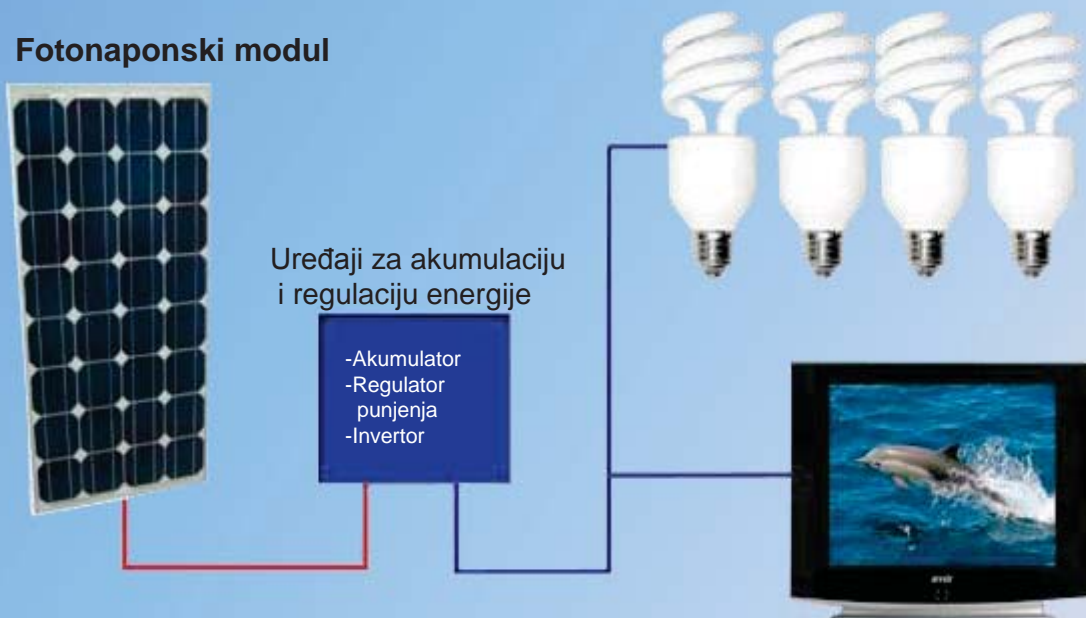 Fotonaponski modul
Uređaji za akumulaciju
i regulaciju energije
-Akumulator
-Regulator
punjenja
-Invertor